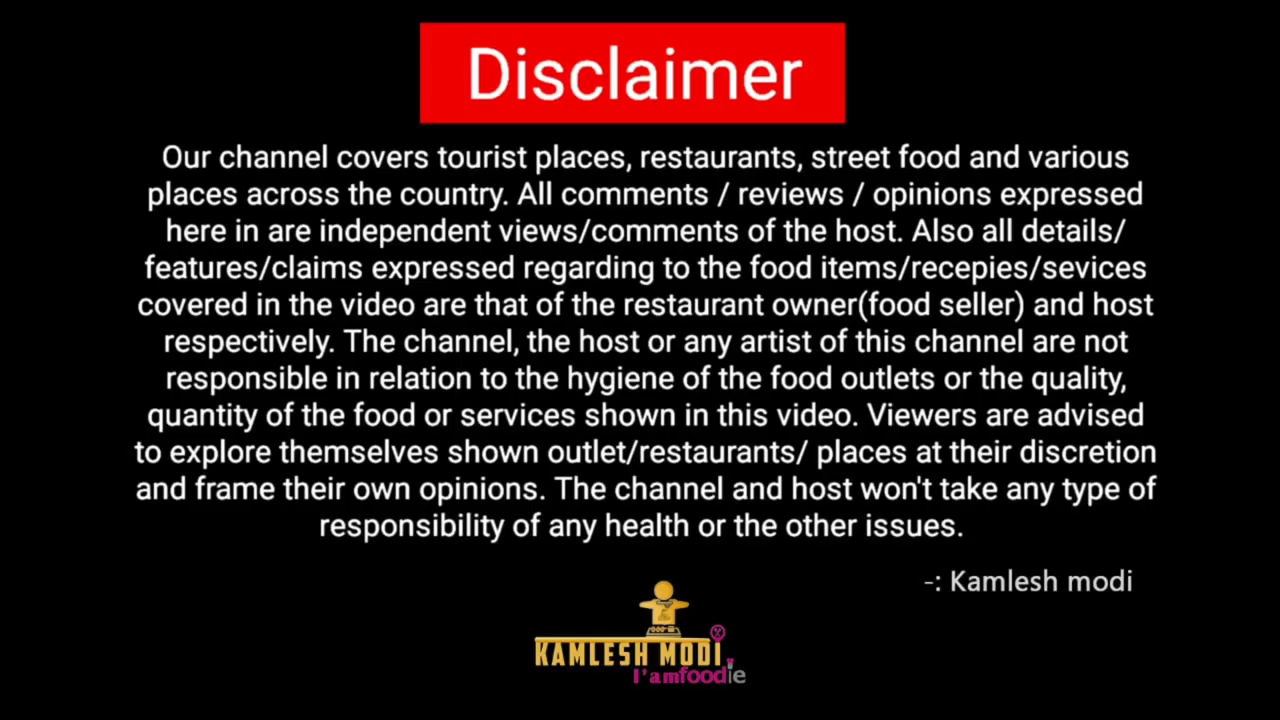 Disclaimer
Our channel covers tourist places, restaurants, street food and various
places across the country. All comments / reviews / opinions expressed
here in are independent views/comments of the host. Also all details/
features/claims expressed regarding to the food items/recepies/sevices
covered in the video are that of the restaurant owner(food seller) and host
respectively. The channel, the host or any artist of this channel are not
responsible in relation to the hygiene of the food outlets or the quality,
quantity of the food or services shown in this video. Viewers are advised
to explore themselves shown outlet/restaurants/ places at their discretion
and frame their own opinions. The channel and host won't take any type of
responsibility of any health or the other issues.
-: Kamlesh modi
KAMLESH MODI
I'amfoodie